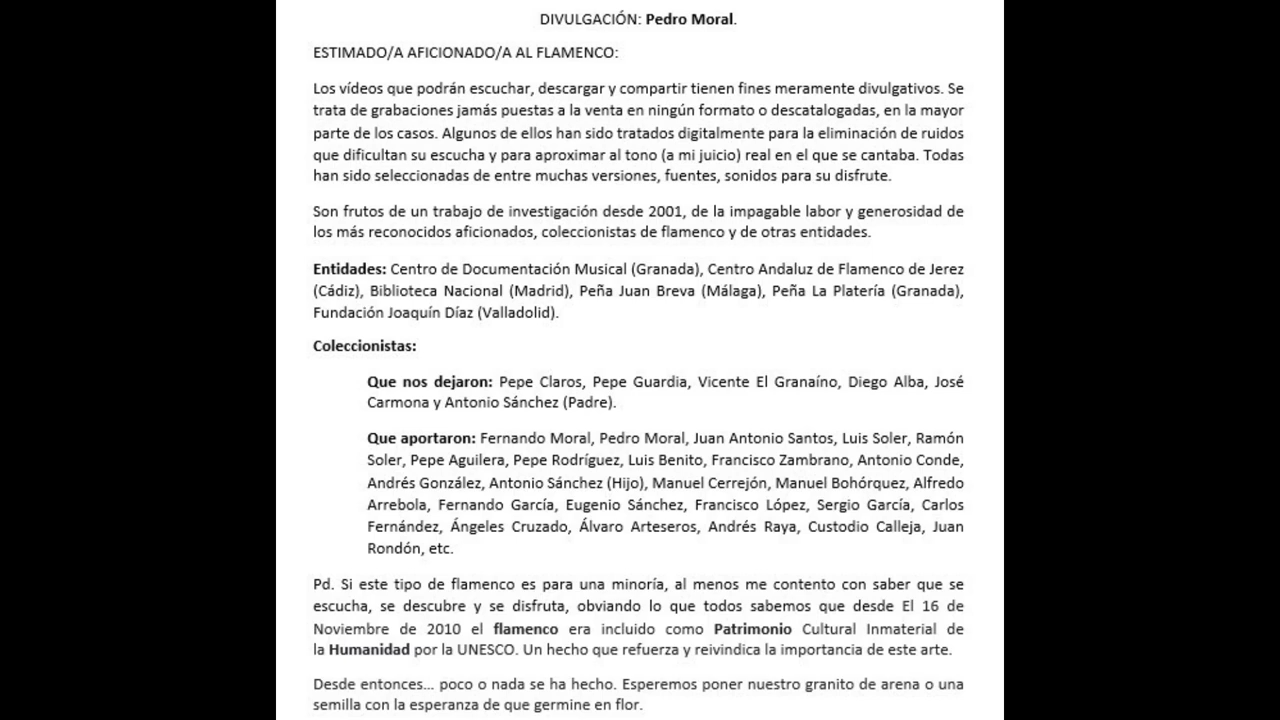 DIVULGACIÓN: Pedro Moral.
ESTIMADO/A AFICIONADO/A AL FLAMENCO:
Los vídeos que podrán escuchar, descargar y compartir tienen fines meramente divulgativos. Se
trata de grabaciones jamás puestas a la venta en ningún formato o descatalogadas, en la mayor
parte de los casos. Algunos de ellos han sido tratados digitalmente para la eliminación de ruidos
que dificultan su escucha y para aproximar al tono (a mi juicio) real en el que se cantaba. Todas
han sido seleccionadas de entre muchas versiones, fuentes, sonidos para su disfrute.
Son frutos de un trabajo de investigación desde 2001, de la impagable labor y generosidad de
los más reconocidos aficionados, coleccionistas de flamenco y de otras entidades.
Entidades: Centro de Documentación Musical (Granada), Centro Andaluz de Flamenco de Jerez
(Cádiz), Biblioteca Nacional (Madrid), Peña Juan Breva (Málaga), Peña La Platería (Granada),
Fundación Joaquín Díaz (Valladolid).
Coleccionistas:
Que nos dejaron: Pepe Claros, Pepe Guardia, Vicente El Granaíno, Diego Alba, José
Carmona y Antonio Sánchez (Padre).
Que aportaron: Fernando Moral, Pedro Moral, Juan Antonio Santos, Luis Soler, Ramón
Soler, Pepe Aguilera, Pepe Rodríguez, Luis Benito, Francisco Zambrano, Antonio Conde,
Andrés González, Antonio Sánchez (Hijo), Manuel Cerrejón, Manuel Bohórquez, Alfredo
Arrebola, Fernando García, Eugenio Sánchez, Francisco López, Sergio García, Carlos
Fernández, Ángeles Cruzado, Álvaro Arteseros, Andrés Raya, Custodio Calleja, Juan
Rondón, etc.
Pd. Si este tipo de flamenco es para una minoría, al menos me contento con saber que se
escucha, se descubre y se disfruta, obviando lo que todos sabemos que desde El 16 de
Noviembre de 2010 el flamenco era incluido como Patrimonio Cultural Inmaterial de
la Humanidad por la UNESCO. Un hecho que refuerza y reivindica la importancia de este arte.
Desde entonces... poco o nada se ha hecho. Esperemos poner nuestro granito de arena o una
semilla con la esperanza de que germine en flor.